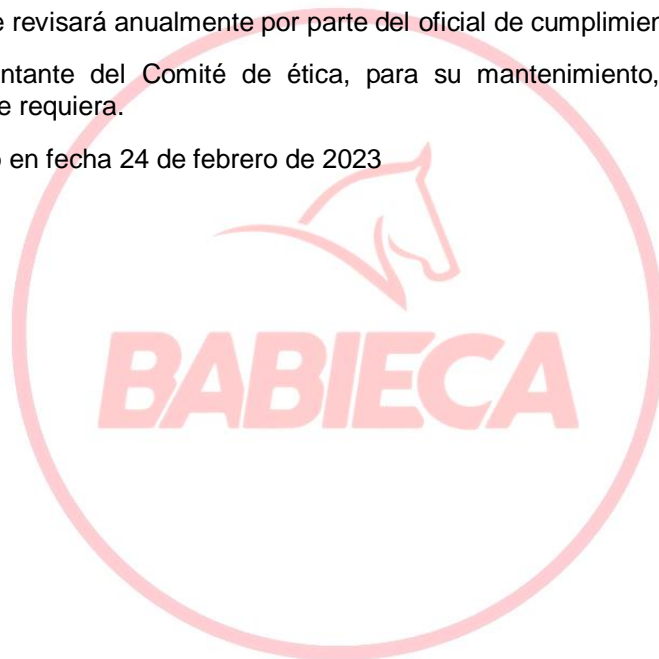 revisará anualmente por parte del oficial de
ntante del Comité de ética, para su mantenimiento,
e requiera.
en fecha 24 de febrero de 2023
BABIECA